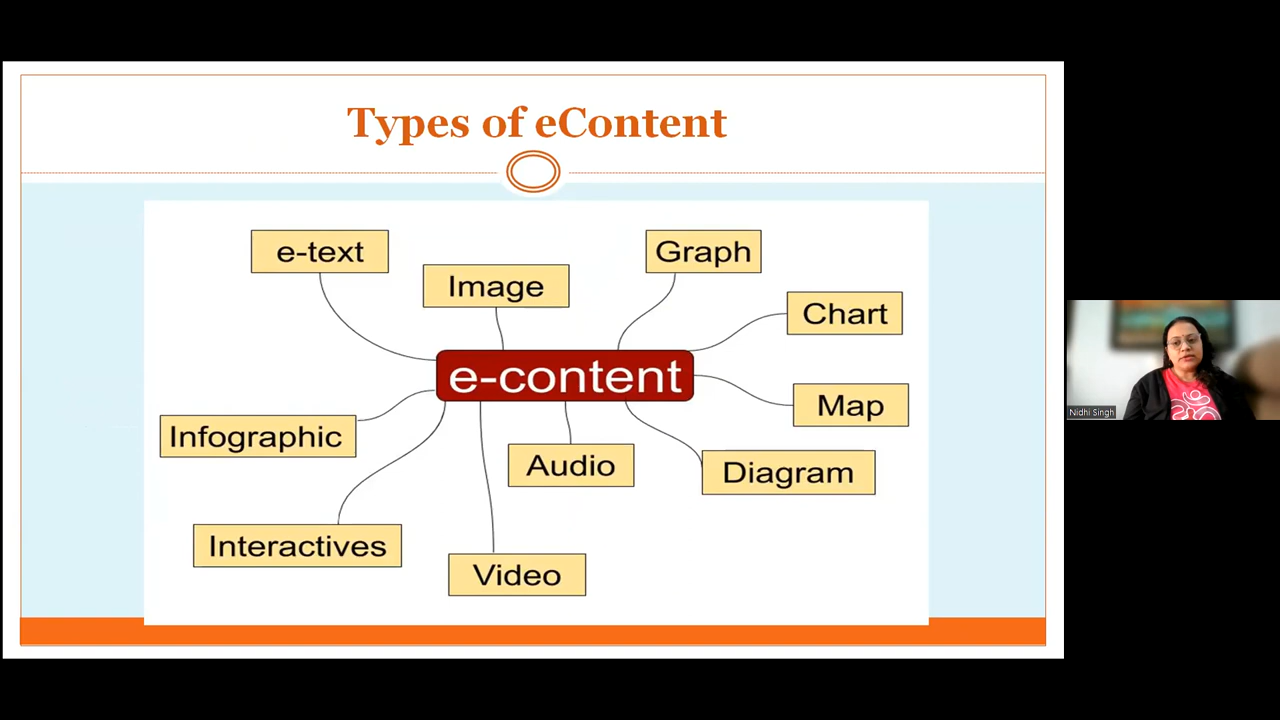 Types of eContent
e-text
Image
Graph
Chart
e-content
Map
Infographic
Audio
Diagram
Interactives
Video
Nidhi Singh